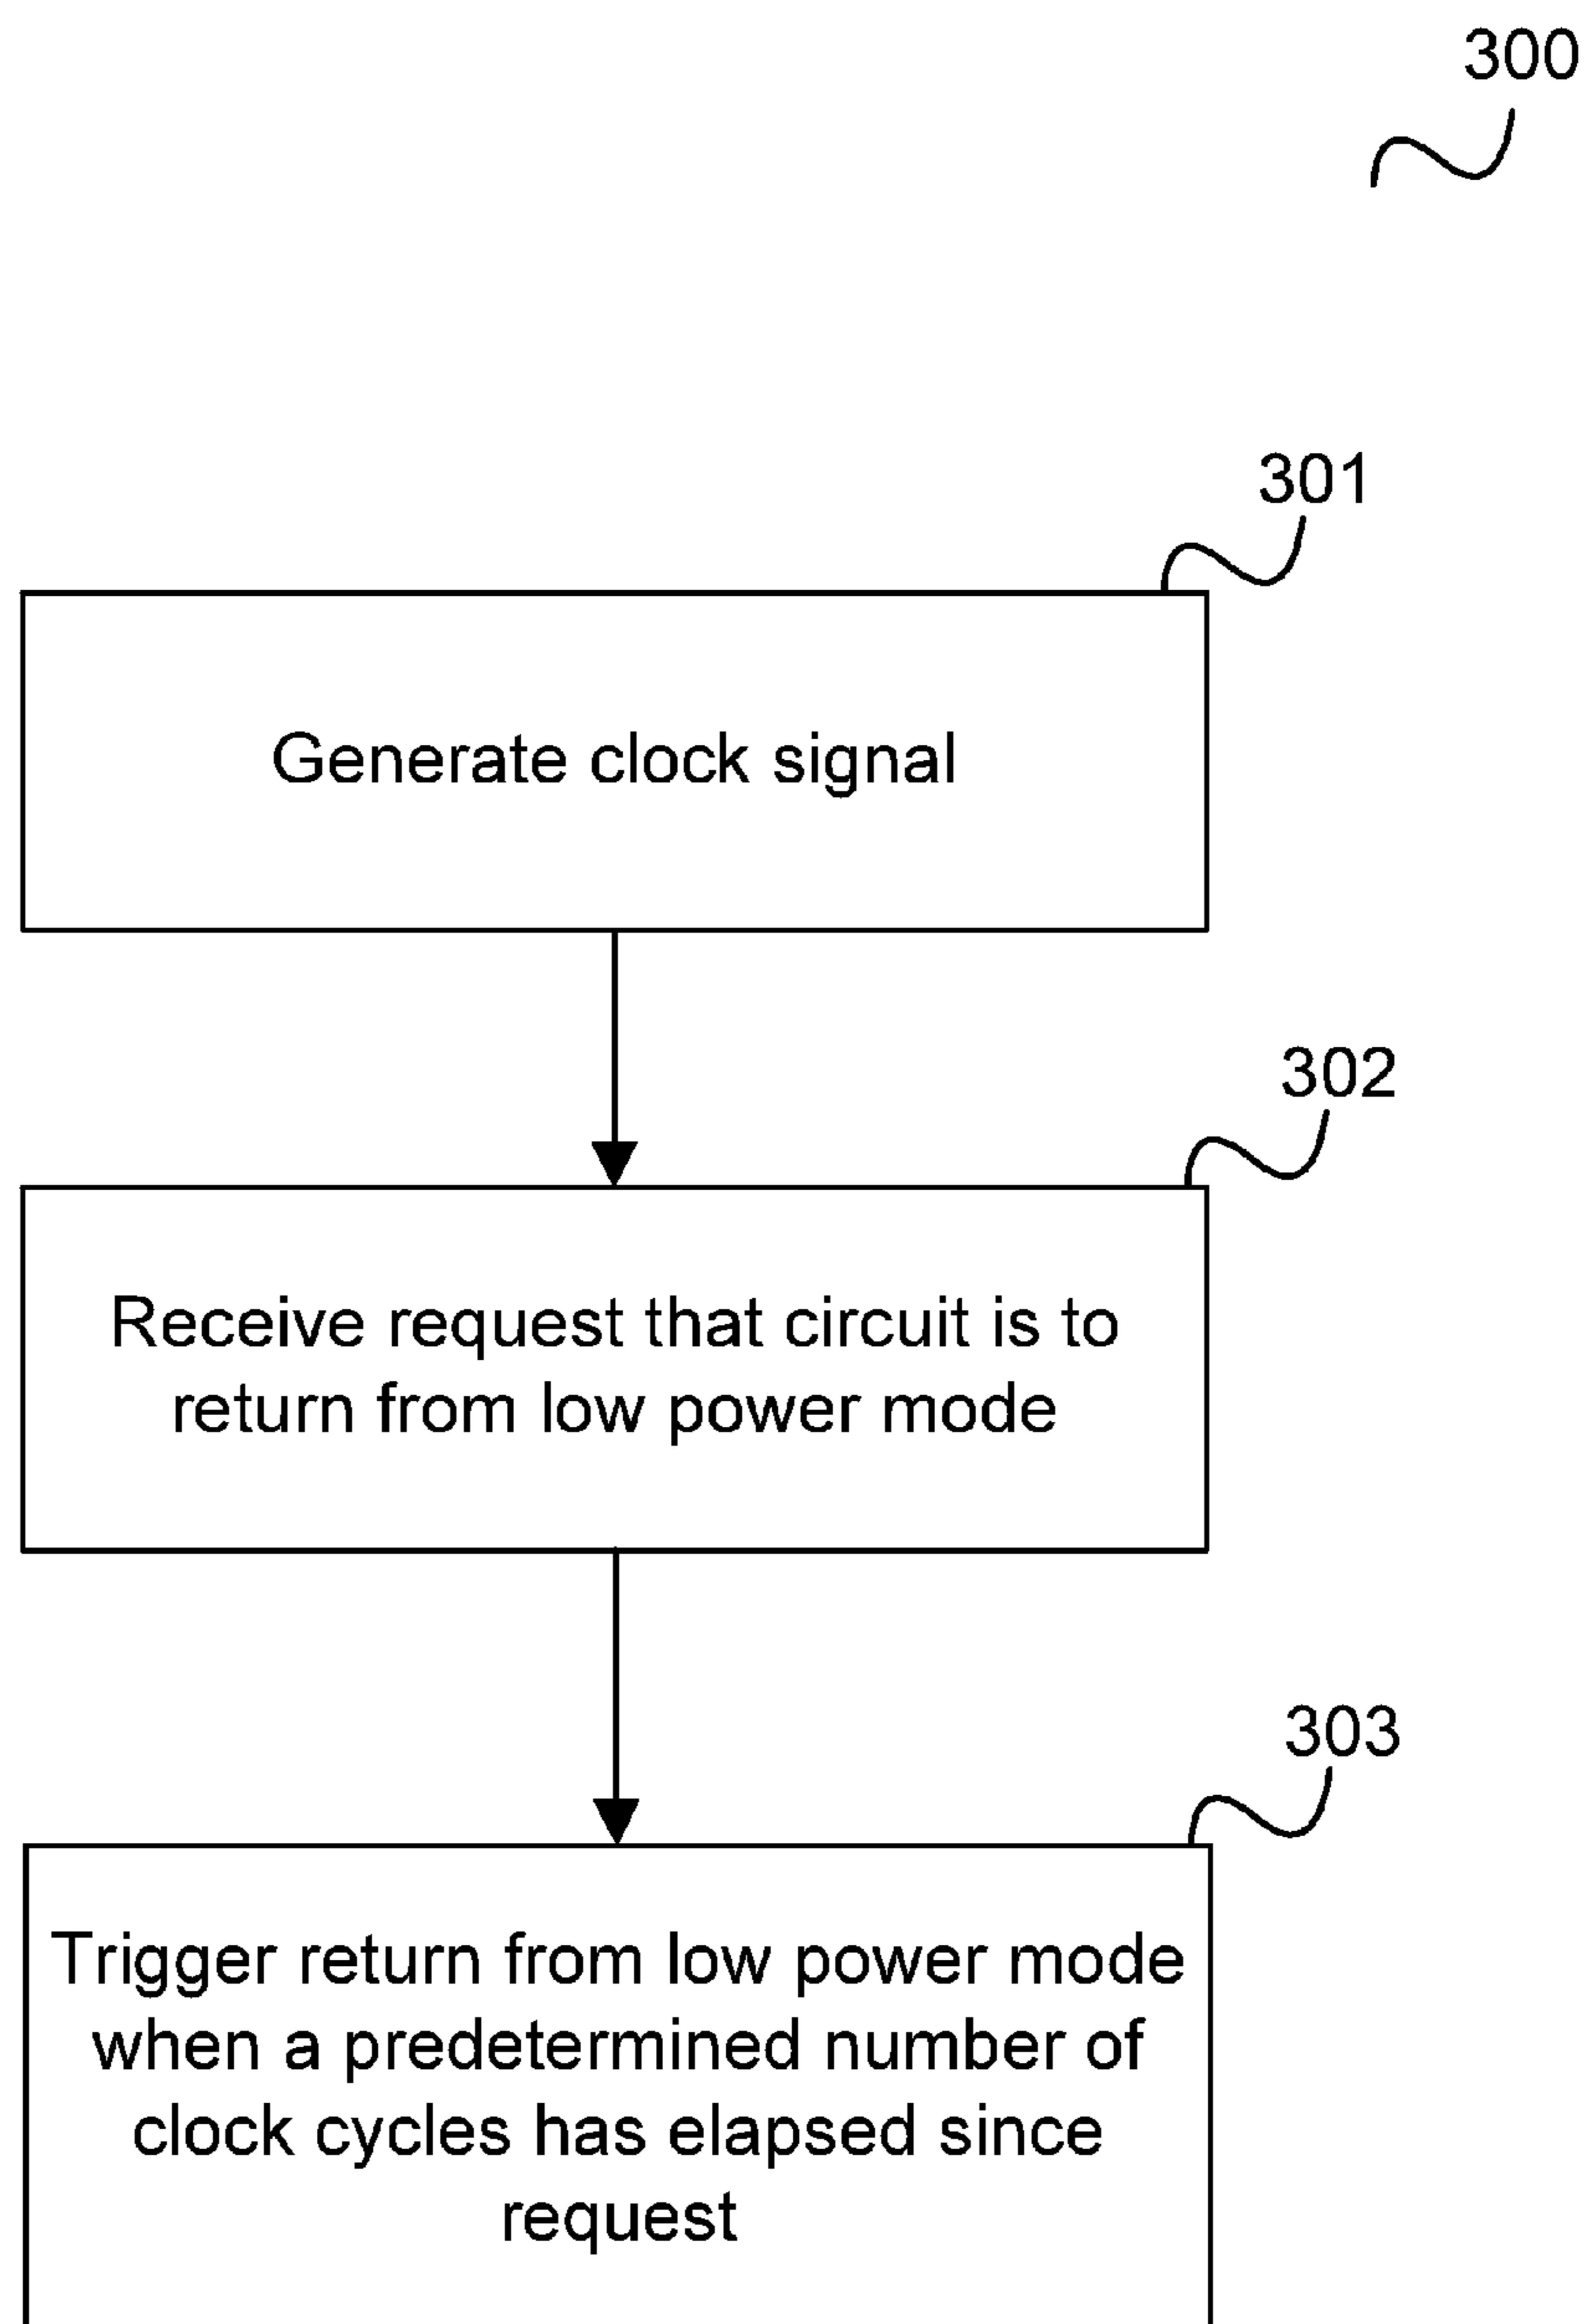 300
301
Generate clock signal
302
Receive request that circuit is to
return from low power mode
303
Trigger return from low power mode
when a predetermined number of
clock cycles has elapsed since
request